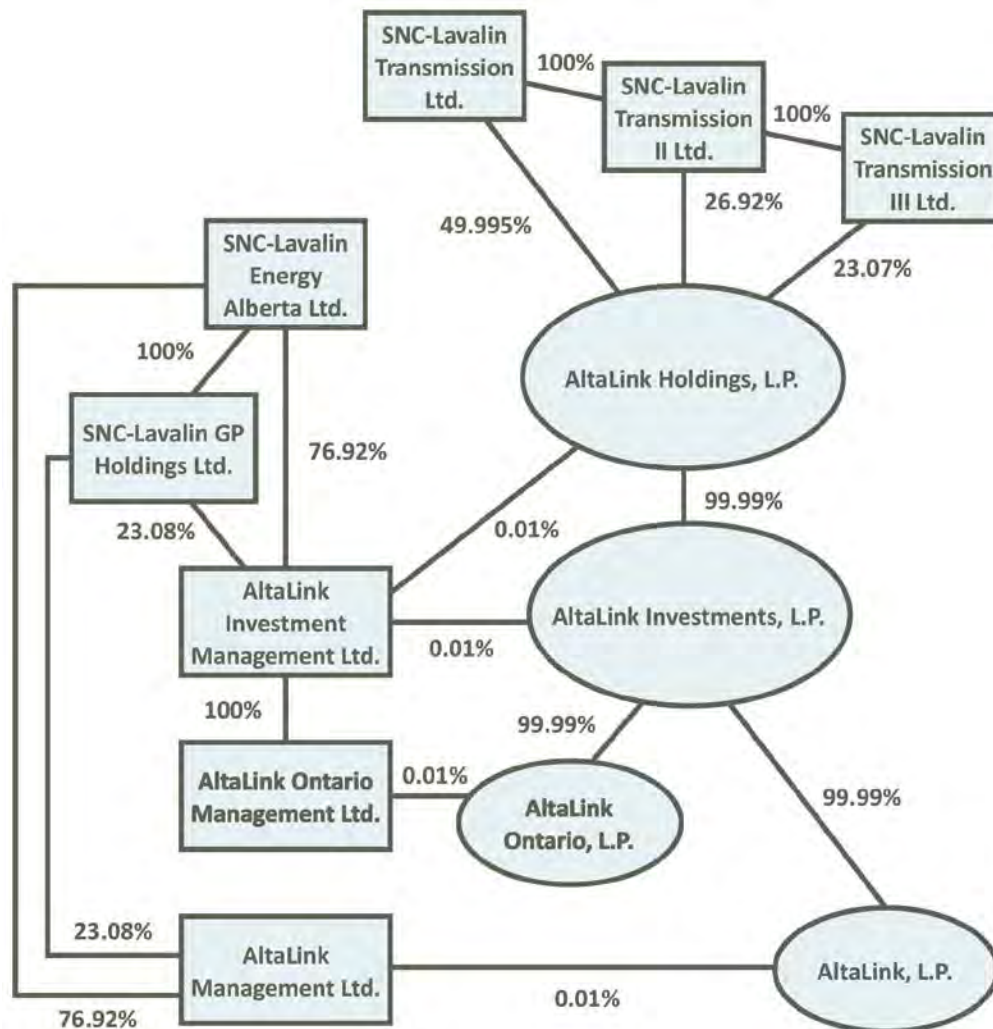 SNC-Lavalin
Transmission
Ltd.
100%
SNC-Lavalin
Transmission
II Ltd.
100%
SNC-Lavalin
Transmission
III Ltd.
49.995%
26.92%
23.07%
SNC-Lavalin
Energy
Alberta Ltd.
100%
AltaLink Holdings, L.P.
SNC-Lavalin GP
Holdings Ltd.
76.92%
23.08%
0.01%
99.99%
AltaLink
Investment
Management Ltd.
0.01%
AltaLink Investments, L.P.
100%
99.99%
AltaLink Ontario
Management Ltd.
0.01%
AltaLink
Ontario, L.P.
99.99%
23.08%
AltaLink
Management Ltd.
76.92%
0.01%
AltaLink, L.P.